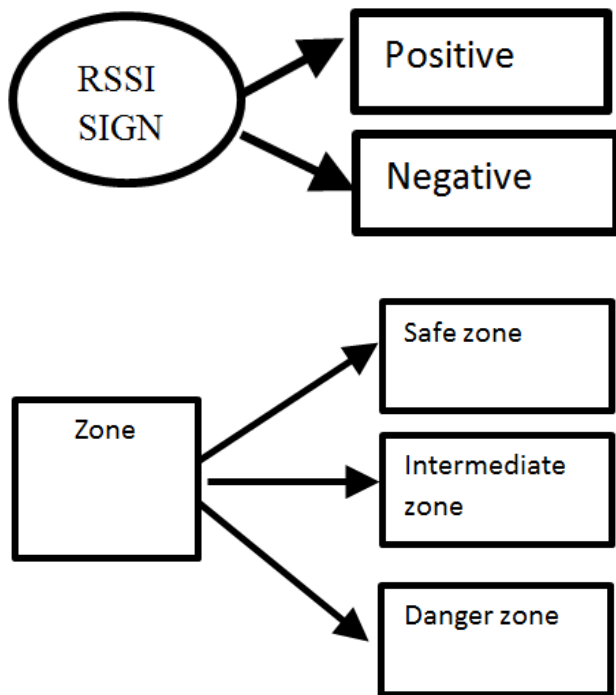 RSSI
SIGN
Positive
Negative
Zone
Safe zone
Intermediate
zone
Danger zone